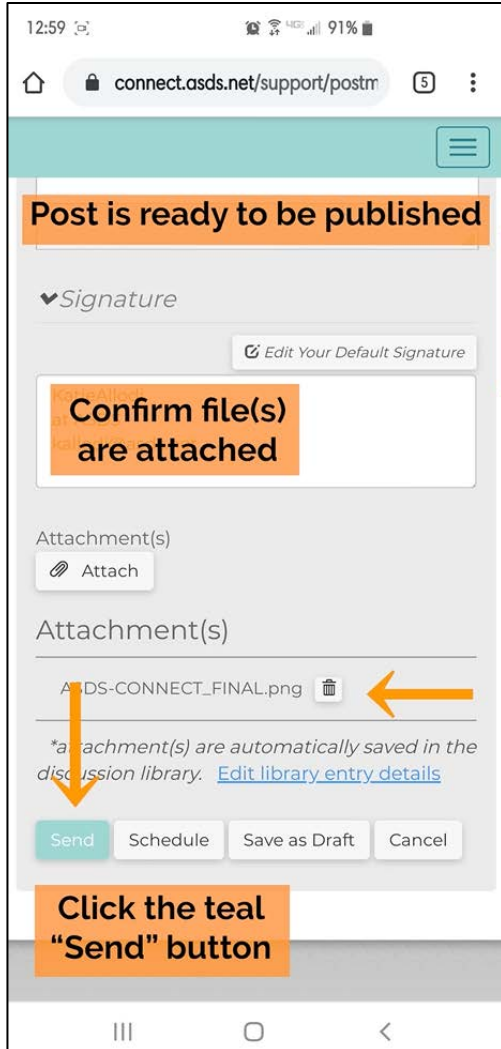 12:59 4G 91%
connect.asds.net/support/postm 5
Post is ready to be published
Signature
Edit Your Default Signature
Confirm file(s)
are attached
Attachment(s)
Attach
Attachment(s)
ASDS-CONNECT_FINAL.png
*attachment(s) are automatically saved in the
discussion library. Edit library entry details
Send Schedule Save as Draft Cancel
Click the teal
“Send” button